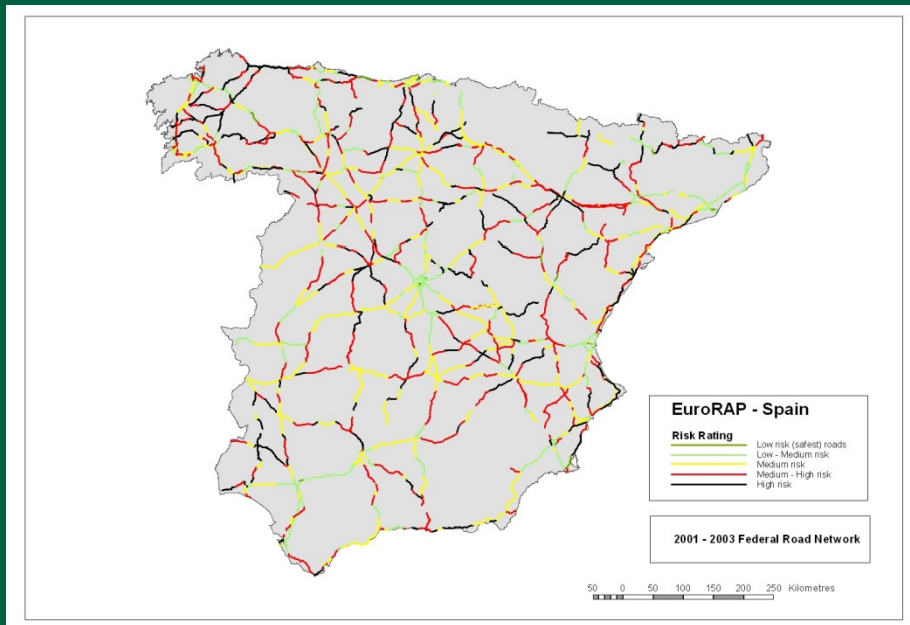 EuroRAP - Spain
Risk Rating
Low risk (safest) roads
Low - Medium risk
Medium risk
Medium - High risk
High risk
2001 - 2003 Federal Road Network
50 0 50 100 150 200 250 Kilometres